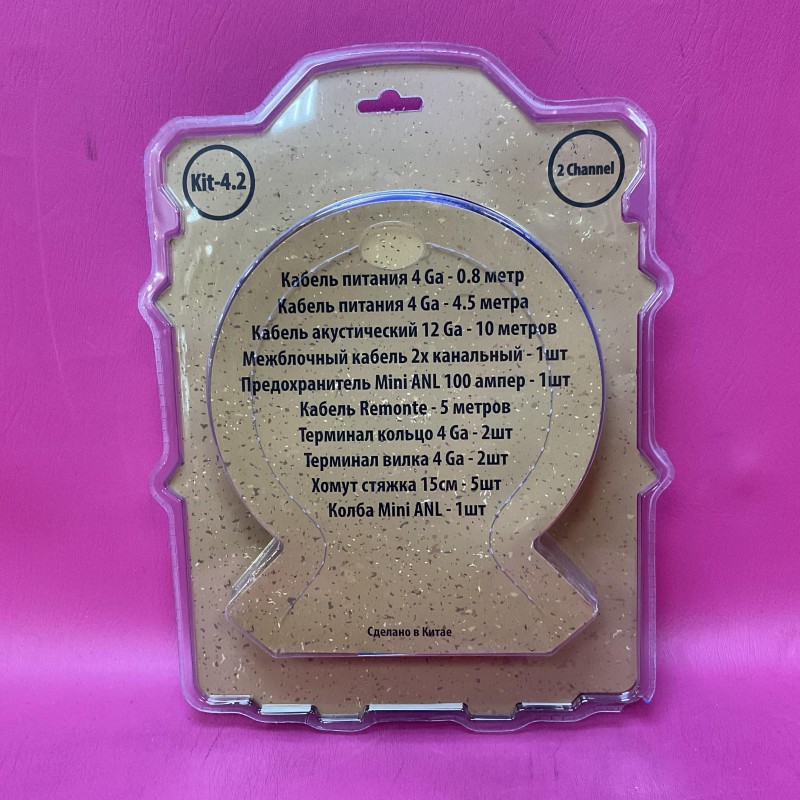 Kit-4.2
2 Channel
Кабель питания 4 Ga - 0.8 метр
Кабель питания 4 Ga - 4.5 метра
Кабель акустический 12 Ga - 10 метров
Межблочный кабель 2х канальный - 1шт
Предохранитель Mini ANL 100 ампер - 1шт
Кабель Remonte - 5 метров
Терминал кольцо 4 Ga - 2шт
Терминал вилка 4 Ga - 2шт
Хомут стяжка 15см - 5шт
Колба Mini ANL - 1шт
Сделано в Китае